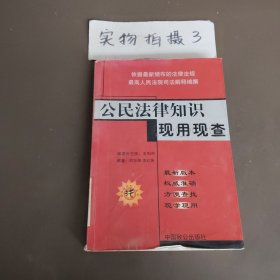 实物拍摄3
依据最新颁布的法律法规
最高人民法院司法解释编撰
公民法律知识
现用现查
最新版本
权威准确
方便查找
现学现用
中国致公出版社